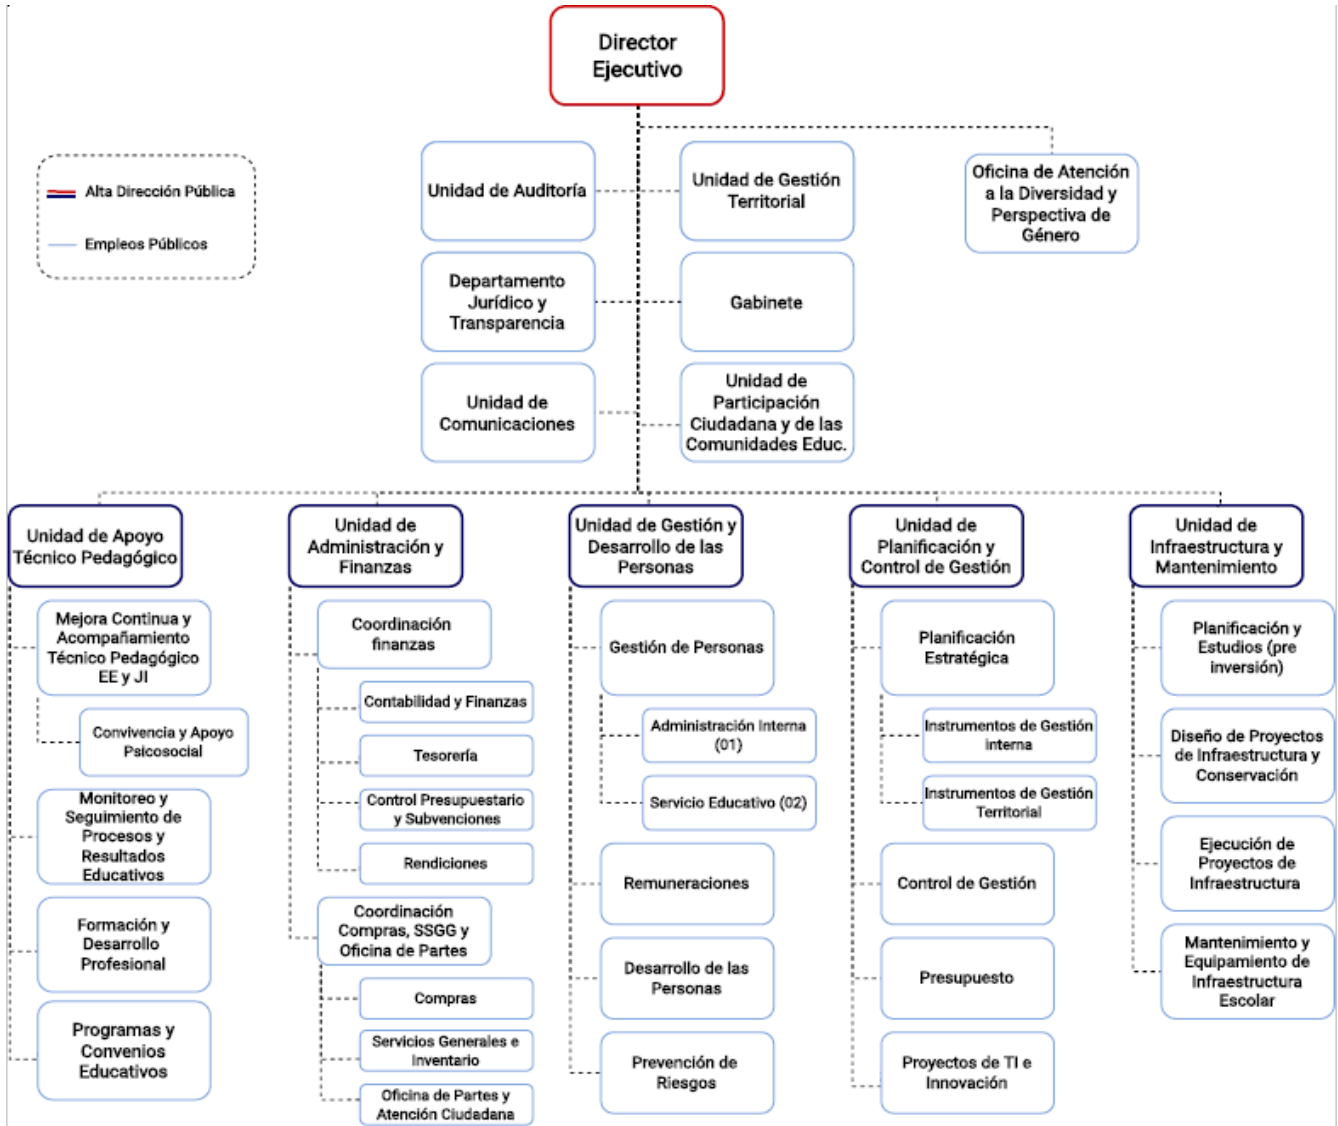 Director
Ejecutivo
Alta Dirección Pública
Empleos Públicos
Unidad de Auditoría
Unidad de Gestión
Territorial
Oficina de Atención
a la Diversidad y
Perspectiva de
Género
Departamento
Jurídico y
Transparencia
Gabinete
Unidad de
Comunicaciones
Unidad de
Participación
Ciudadana y de las
Comunidades Educ.
Unidad de Apoyo
Técnico Pedagógico
Mejora Continua y
Acompañamiento
Técnico Pedagógico
EE y JI
Convivencia y Apoyo
Psicosocial
Monitoreo y
Seguimiento de
Procesos y
Resultados
Educativos
Formación y
Desarrollo
Profesional
Programas y
Convenios
Educativos
Unidad de
Administración y
Finanzas
Coordinación
finanzas
Contabilidad y Finanzas
Tesorería
Control Presupuestario
y Subvenciones
Rendiciones
Coordinación
Compras, SSGG y
Oficina de Partes
Compras
Servicios Generales e
Inventario
Oficina de Partes y
Atención Ciudadana
Unidad de Gestión y
Desarrollo de las
Personas
Gestión de Personas
Administración Interna
(01)
Servicio Educativo (02)
Remuneraciones
Desarrollo de las
Personas
Prevención de
Riesgos
Unidad de
Planificación y
Control de Gestión
Planificación
Estratégica
Instrumentos de Gestión
interna
Instrumentos de Gestión
Territorial
Control de Gestión
Presupuesto
Proyectos de TI e
Innovación
Unidad de
Infraestructura y
Mantenimiento
Planificación y
Estudios (pre
inversión)
Diseño de Proyectos
de Infraestructura y
Conservación
Ejecución de
Proyectos de
Infraestructura
Mantenimiento y
Equipamiento de
Infraestructura
Escolar